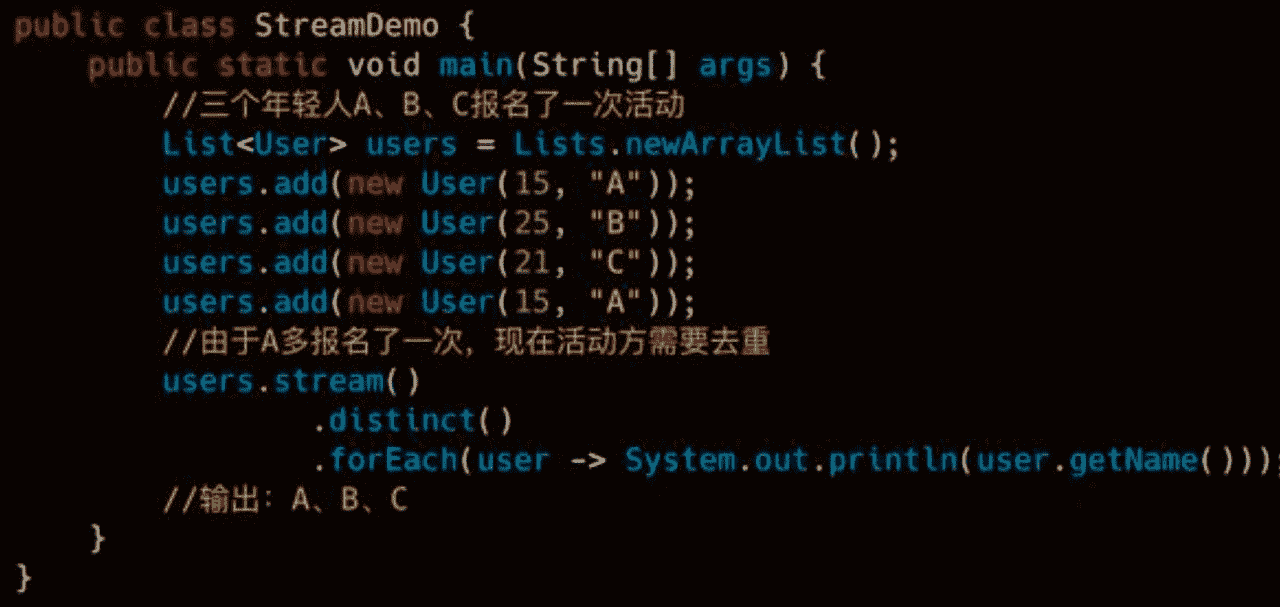 public class StreamDemo {
    public static void main(String[] args) {
        //三个年轻人A、B、C报名了一次活动
        List<User> users = Lists.newArrayList();
        users.add(new User(15, "A"));
        users.add(new User(25, "B"));
        users.add(new User(21, "C"));
        users.add(new User(15, "A"));
        //由于A多报名了一次，现在活动方需要去重
        users.stream()
                .distinct()
                .forEach(user -> System.out.println(user.getName()));
        //输出：A、B、C
    }
}